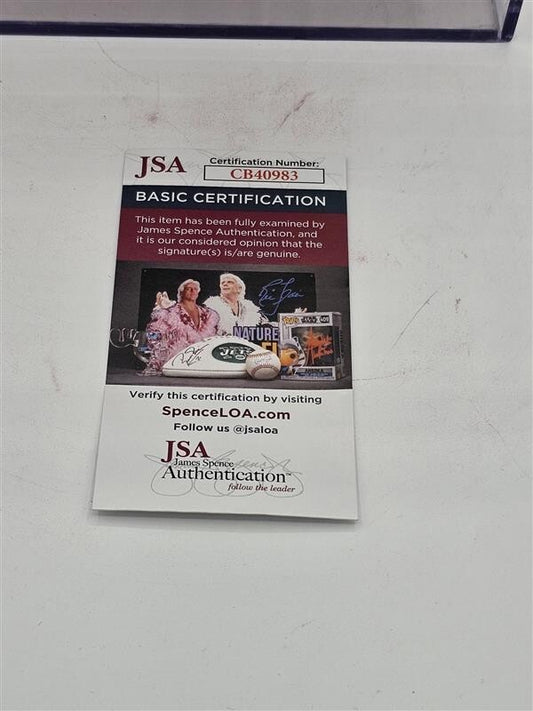 JSA
Certification Number:
CB40983
BASIC CERTIFICATION
This item has been fully examined by
James Spence Authentication, and
it is our considered opinion that the
signature(s) is/are genuine.
NATURE
JETS
STAR WARS
Verify this certification by visiting
SpenceLOA.com
Follow us @jsaloa
JSA
James Spence
Authentication
follow the leader